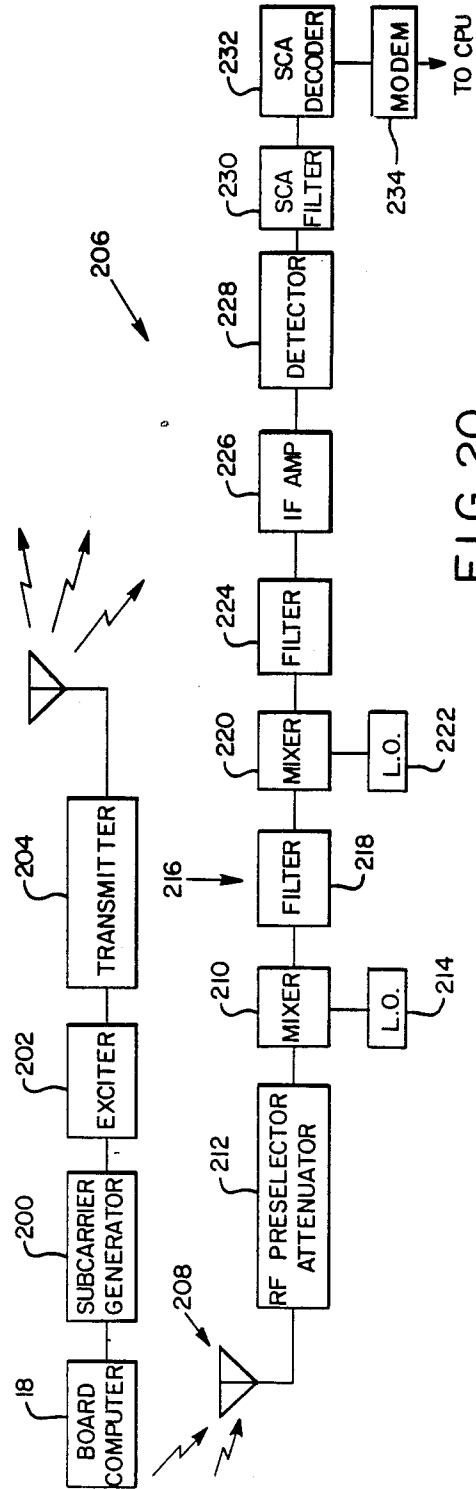 18
BOARD
COMPUTER
200
SUBCARRIER
GENERATOR
202
EXCITER
204
TRANSMITTER
206
208
212
RF PRESELECTOR
ATTENUATOR
210
MIXER
L.O.
214
216
FILTER
218
220
MIXER
L.O.
222
224
FILTER
226
IF AMP
228
DETECTOR
230
SCA
FILTER
232
SCA
DECODER
MODEM
234
TO CPU
FIG. 20